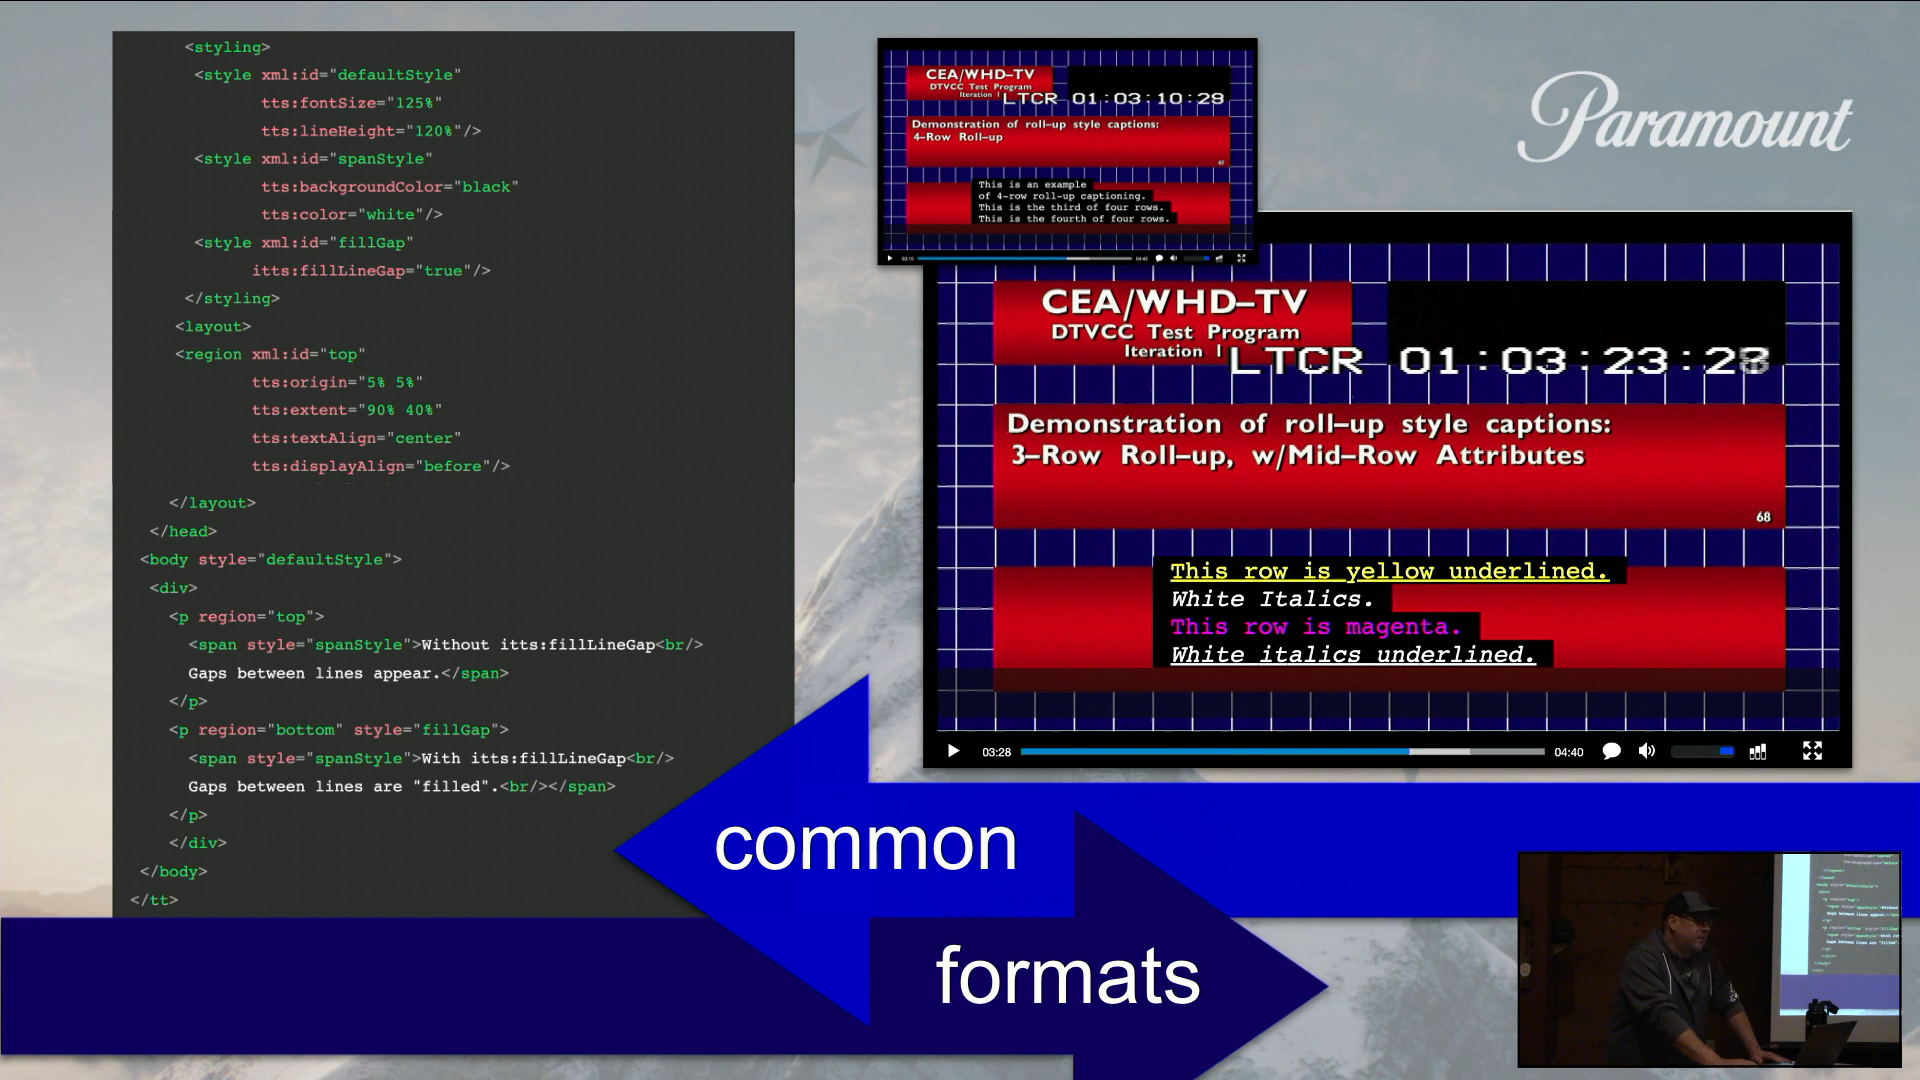 <styling>
<style xml:id="defaultStyle"
tts:fontSize="125%"
tts:lineHeight="120%"/>
<style xml:id="spanStyle"
tts:backgroundColor="black"
tts:color="white"/>
<style xml:id="fillGap"
itts:fillLineGap="true"/>
</styling>
<layout>
<region xml:id="top"
tts:origin="5% 5%"
tts:extent="90% 40%"
tts:textAlign="center"
tts:displayAlign="before"/>
</layout>
</head>
<body style="defaultStyle">
<div>
<p region="top">
<span style="spanStyle">Without itts:fillLineGap<br/>
Gaps between lines appear.</span>
</p>
<p region="bottom" style="fillGap">
<span style="spanStyle">With itts:fillLineGap<br/>
Gaps between lines are "filled".<br/></span>
</p>
</div>
</body>
</tt>
CEA/WHD–TV
DTVCC Test Program
Iteration 1
LTCR 01:03:10:29
Demonstration of roll–up style captions:
4–Row Roll–up
This is an example
of 4-row roll-up captioning.
This is the third of four rows.
This is the fourth of four rows.
Paramount
CEA/WHD–TV
DTVCC Test Program
Iteration 1
LTCR 01:03:23:2
Demonstration of roll–up style captions:
3–Row Roll–up, w/Mid–Row Attributes
68
This row is yellow underlined.
White Italics.
This row is magenta.
White italics underlined.
03:28
04:40
common
formats